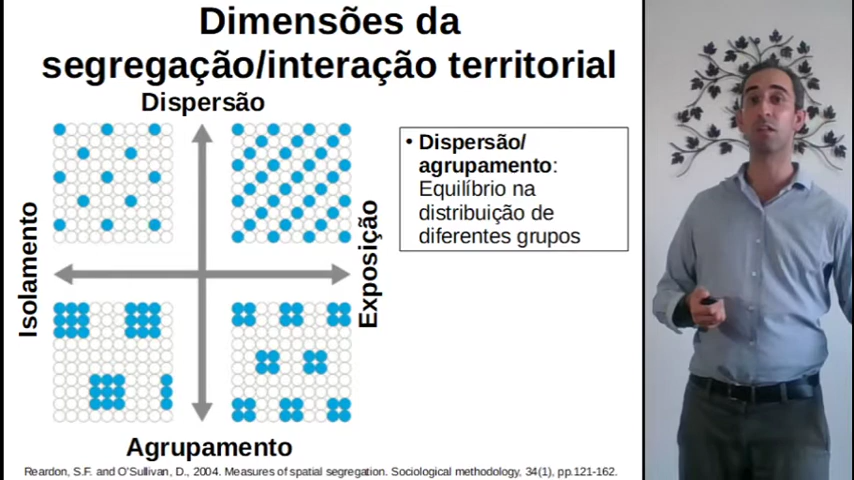 Dimensões da
segregação/interação territorial
Dispersão
Isolamento
Exposição
• Dispersão/
agrupamento:
Equilíbrio na
distribuição de
diferentes grupos
Agrupamento
Reardon, S.F. and O'Sullivan, D., 2004. Measures of spatial segregation. Sociological methodology, 34(1), pp.121-162.